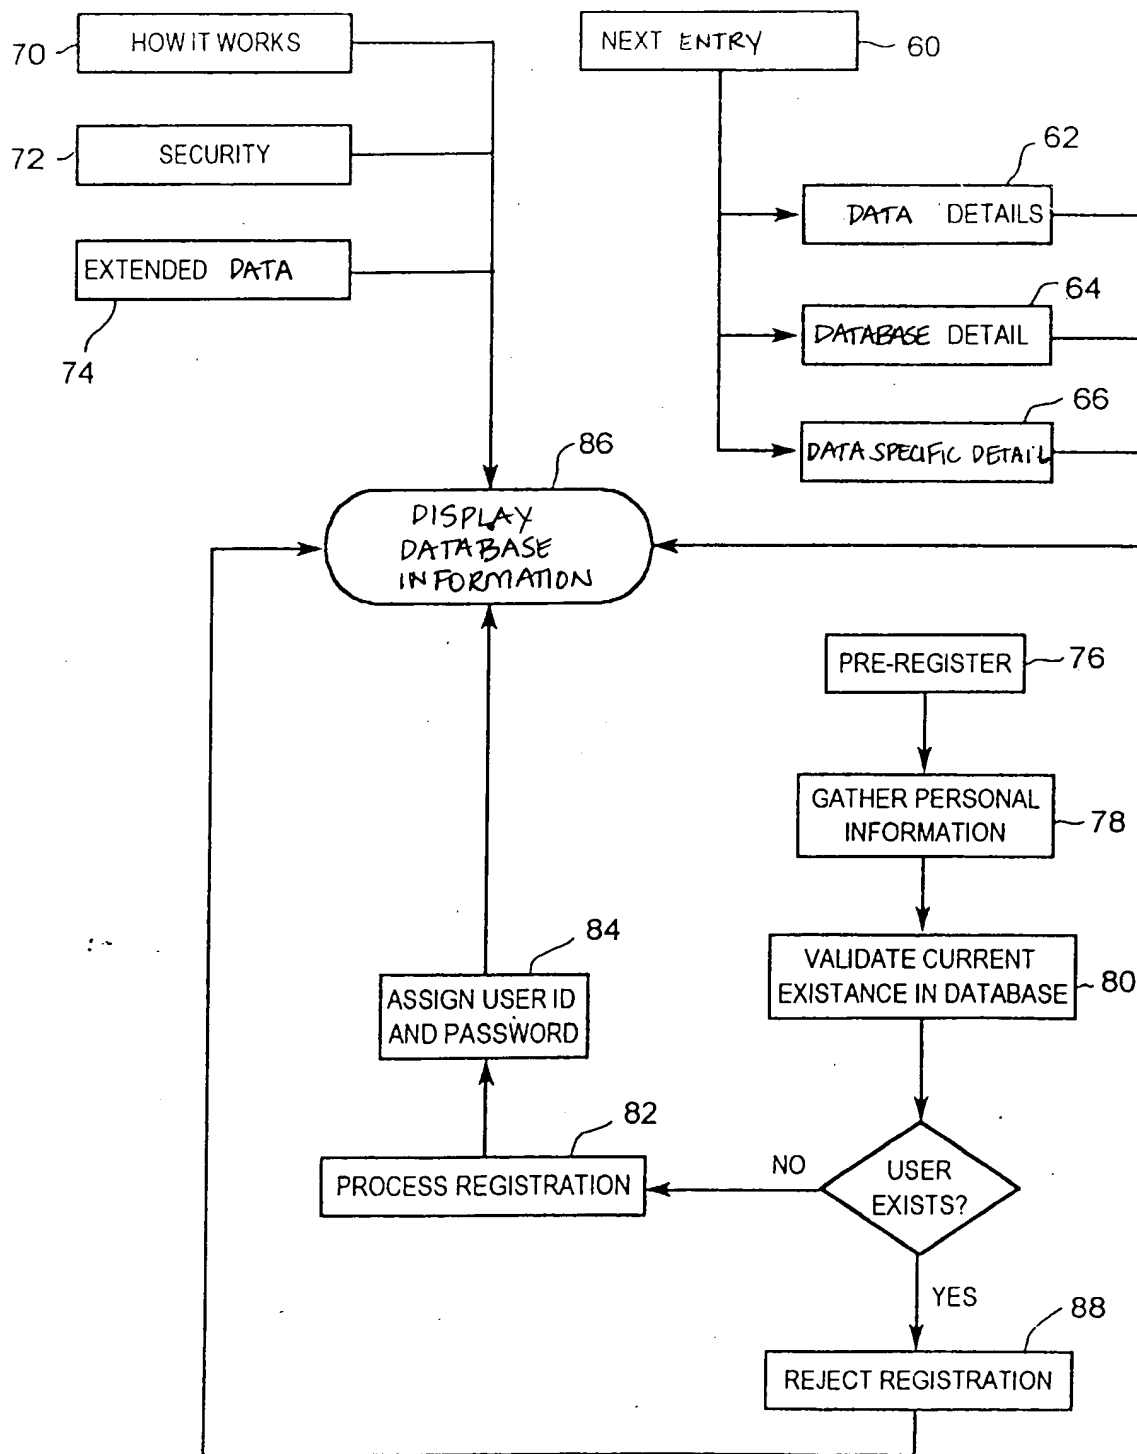 70
HOW IT WORKS
NEXT ENTRY
60
72
SECURITY
62
DATA DETAILS
EXTENDED DATA
74
64
DATABASE DETAIL
66
DATA SPECIFIC DETAIL
86
DISPLAY
DATABASE
INFORMATION
PRE-REGISTER
76
GATHER PERSONAL
INFORMATION
78
84
ASSIGN USER ID
AND PASSWORD
VALIDATE CURRENT
EXISTANCE IN DATABASE
80
82
PROCESS REGISTRATION
NO
USER
EXISTS?
YES
88
REJECT REGISTRATION